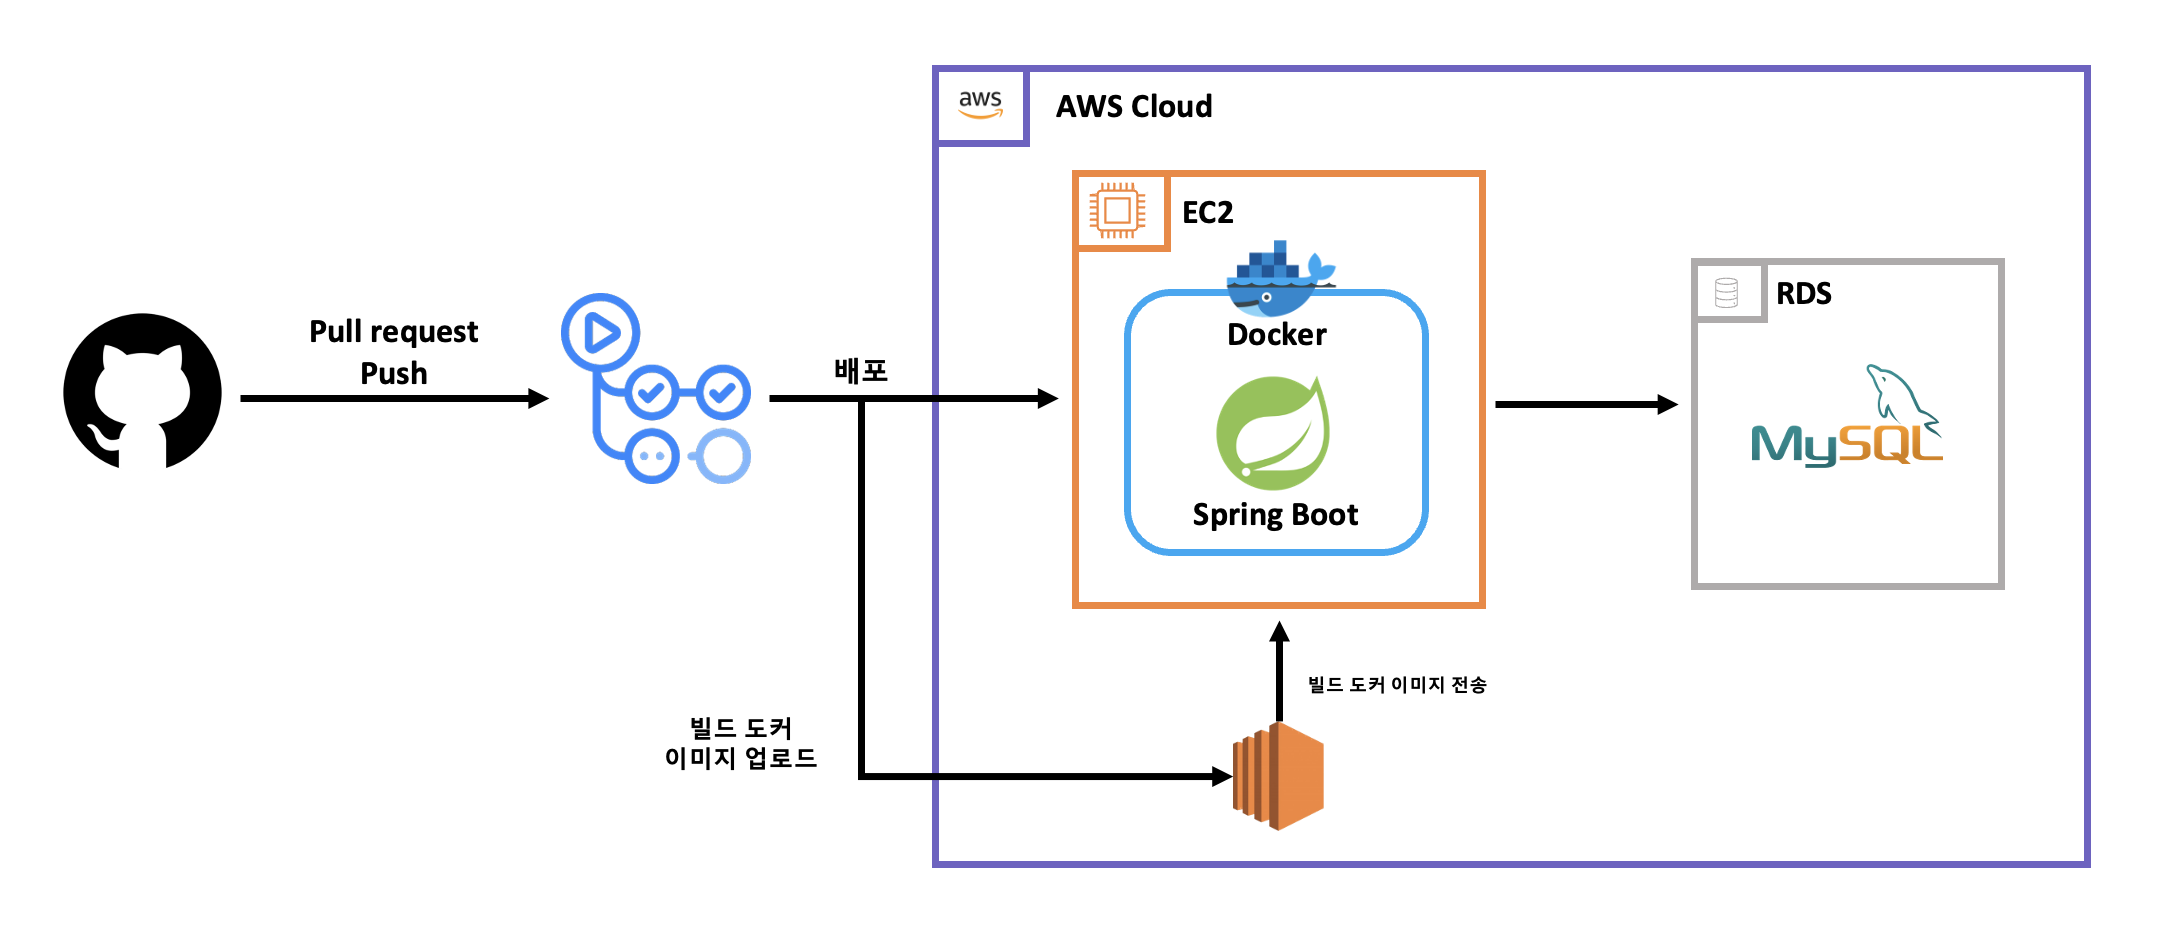 aws
AWS Cloud
EC2
Docker
Spring Boot
RDS
MySQL
Pull request
Push
배포
빌드 도커
이미지 업로드
빌드 도커 이미지 전송